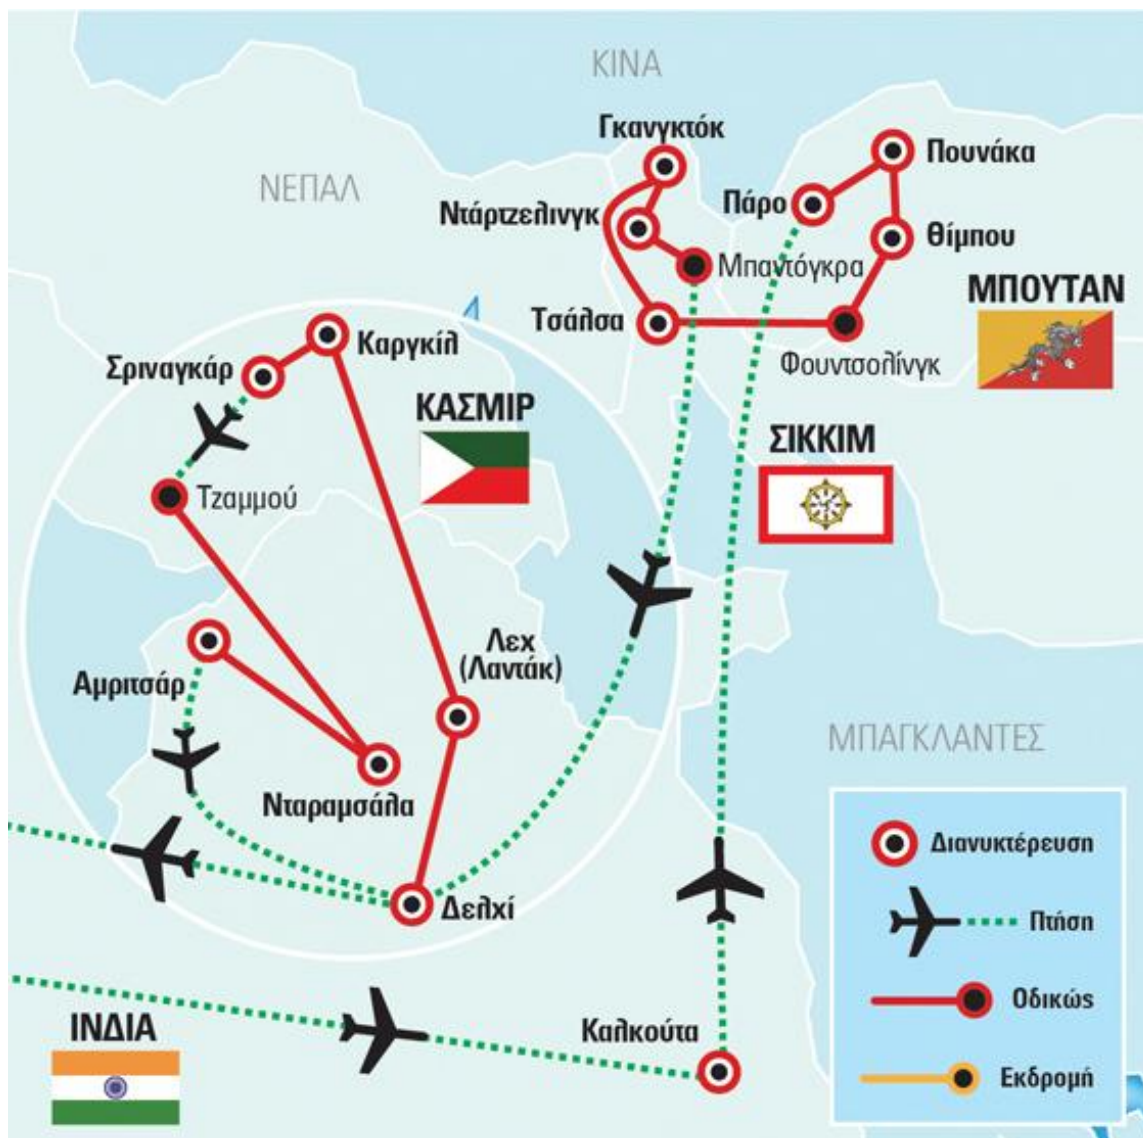 ΚΙΝΑ
Γκανγκτόκ
Πουνάκα
ΝΕΠΑΛ
Ντάρτζελινγκ
Πάρο
Θίμπου
Μπαντόγκρα
ΜΠΟΥΤΑΝ
Τσάλσα
Καργκίλ
Φουντσολίνγκ
Σριναγκάρ
ΚΑΣΜΙΡ
ΣΙΚΚΙΜ
Τζαμμού
Λεχ
(Λαντάκ)
Αμριτσάρ
ΜΠΑΓΚΛΑΝΤΕΣ
Νταραμσάλα
Διανυκτέρευση
Δελχί
Πτήση
Οδικώς
ΙΝΔΙΑ
Καλκούτα
Εκδρομή